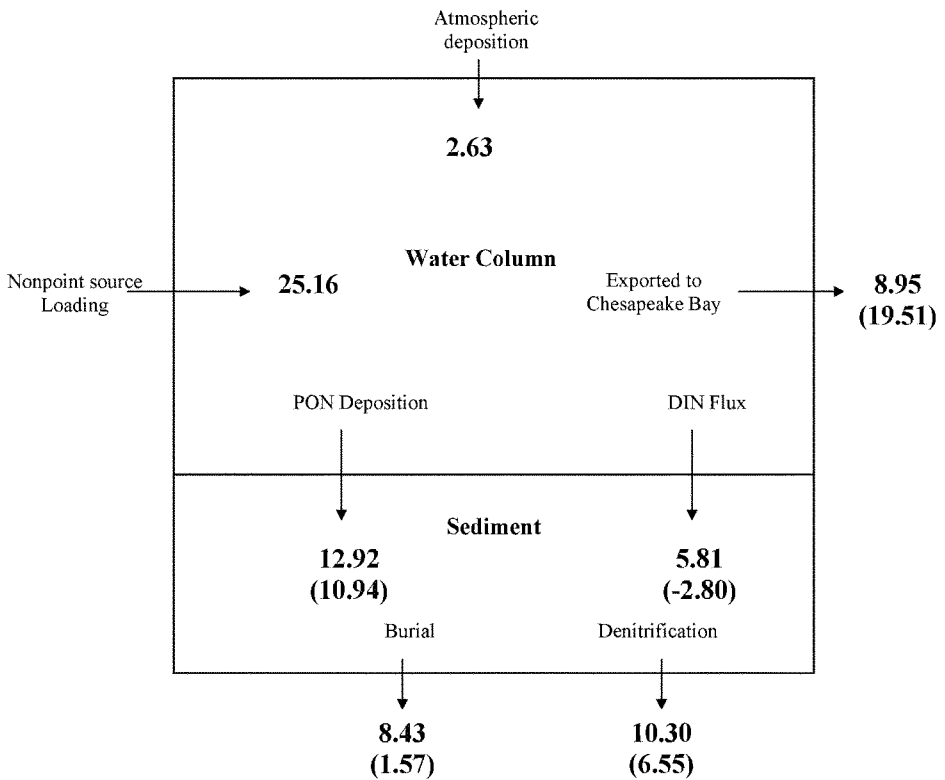 Atmospheric
deposition
2.63
Water Column
Nonpoint source
Loading
25.16
Exported to
Chesapeake Bay
8.95
(19.51)
PON Deposition
DIN Flux
Sediment
12.92
(10.94)
5.81
(-2.80)
Burial
Denitrification
8.43
(1.57)
10.30
(6.55)